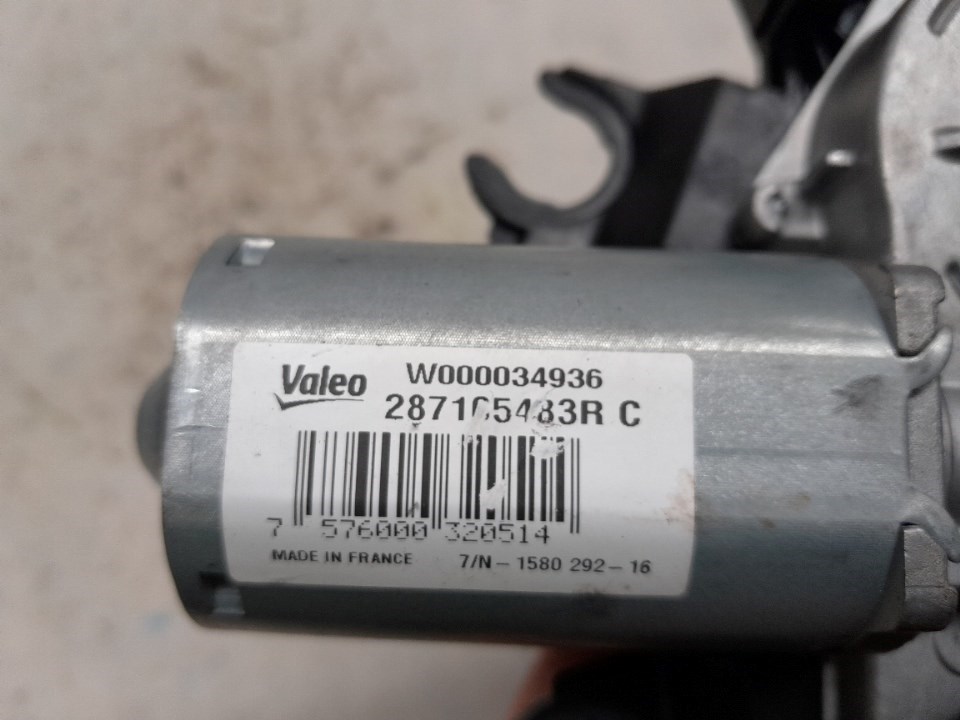 Valeo W000034936
287105483R C
7 576000 320514
MADE IN FRANCE 7/N - 1580 292 - 16